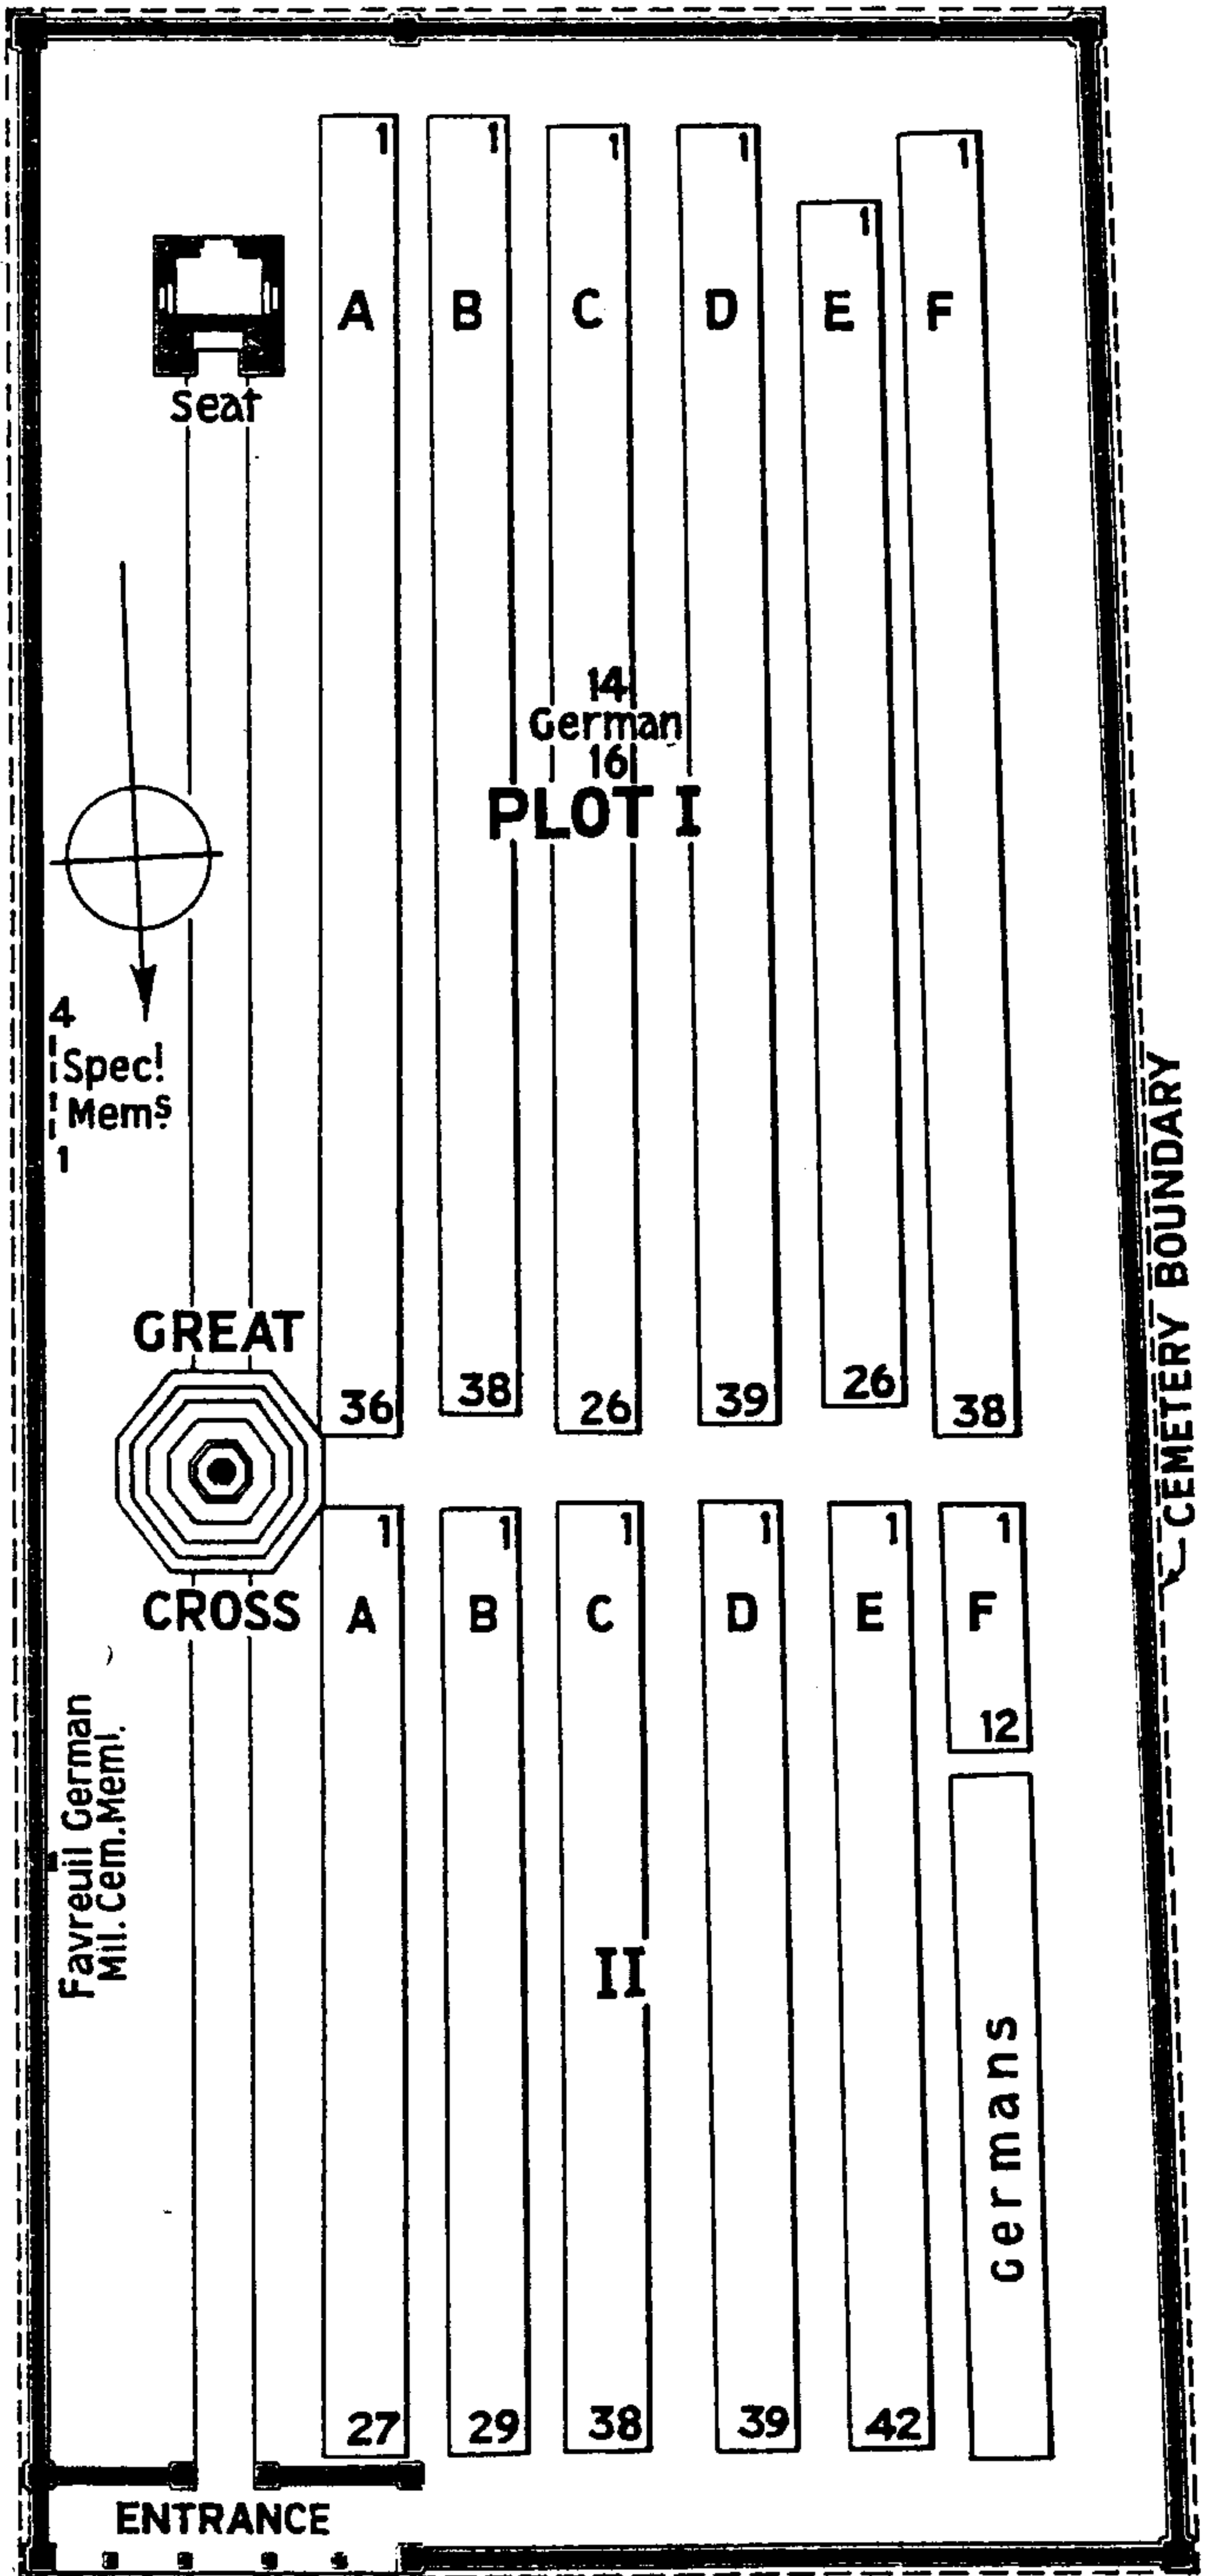 1 1 1 1 1 1
A B C D E F
Seat
14
German
16
PLOT I
4
Specl.
Mems.
1
GREAT
CROSS
36 38 26 39 26 38
CEMETERY BOUNDARY
1 1 1 1 1 1
A B C D E F
12
Favreuil German
Mil. Cem. Meml.
II
Germans
27 29 38 39 42
ENTRANCE